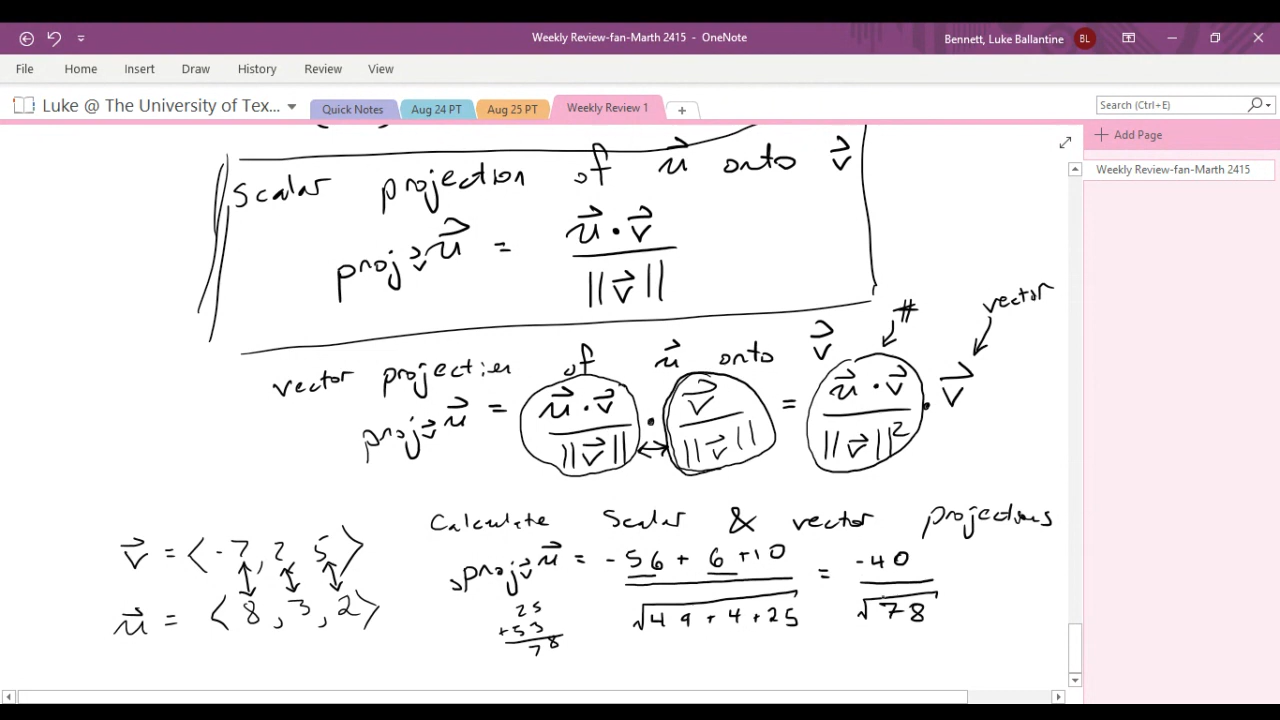 Weekly Review-fan-Marth 2415 - OneNote
Bennett, Luke Ballantine BL
File Home Insert Draw History Review View
Luke @ The University of Tex... Quick Notes Aug 24 PT Aug 25 PT Weekly Review 1 +
Search (Ctrl+E)
Add Page
Weekly Review-fan-Marth 2415
Scalar projection of u⃗ onto v⃗
proj_v⃗ u⃗ = u⃗ · v⃗ / ||v⃗||
vector projection of u⃗ onto v⃗
# vector
proj_v⃗ u⃗ = u⃗ · v⃗ / ||v⃗|| · v⃗ / ||v⃗|| = u⃗ · v⃗ / ||v⃗||² · v⃗
Calculate Scalar & vector projections
v⃗ = ⟨-7, 2, 5⟩
u⃗ = ⟨8, 3, 2⟩
sproj_v⃗ u⃗ = -56 + 6 + 10 / √49 + 4 + 25 = -40 / √78
25
+53
78